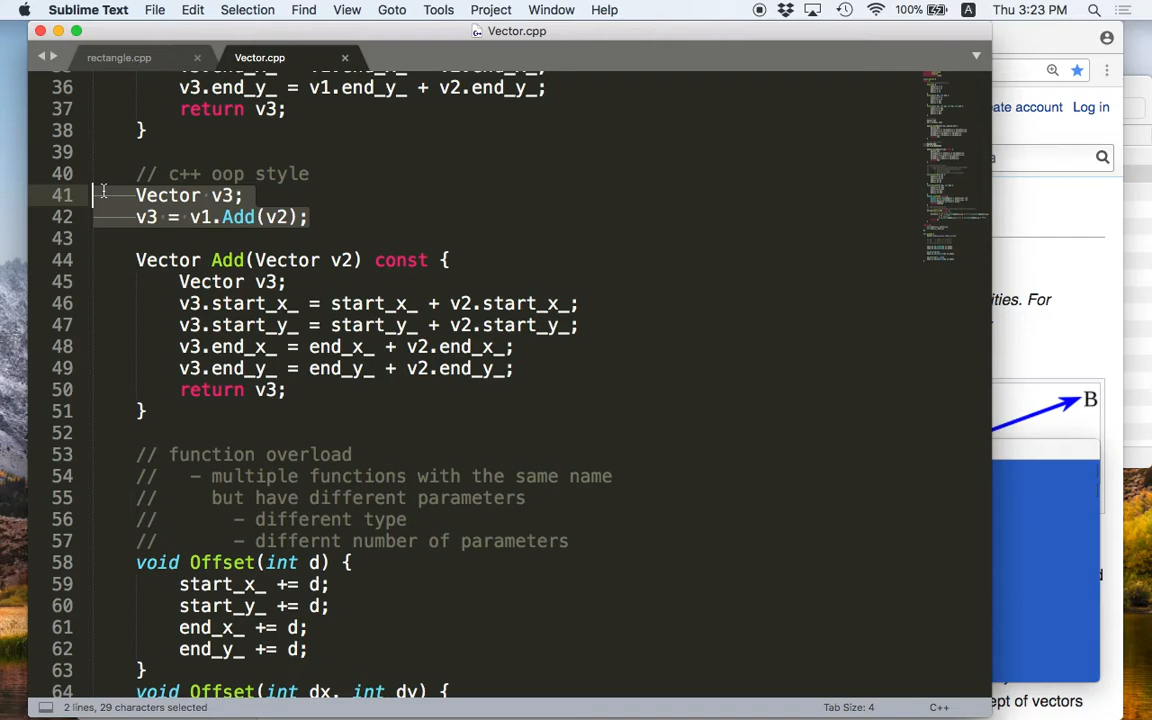 Sublime Text File Edit Selection Find View Goto Tools Project Window Help 100% A Thu 3:23 PM
Vector.cpp
rectangle.cpp Vector.cpp
36 v3.end_y_ = v1.end_y_ + v2.end_y_;
37 return v3;
38 }
39
40 // c++ oop style
41 Vector v3;
42 v3 = v1.Add(v2);
43
44 Vector Add(Vector v2) const {
45 Vector v3;
46 v3.start_x_ = start_x_ + v2.start_x_;
47 v3.start_y_ = start_y_ + v2.start_y_;
48 v3.end_x_ = end_x_ + v2.end_x_;
49 v3.end_y_ = end_y_ + v2.end_y_;
50 return v3;
51 }
52
53 // function overload
54 // - multiple functions with the same name
55 // but have different parameters
56 // - different type
57 // - differnt number of parameters
58 void Offset(int d) {
59 start_x_ += d;
60 start_y_ += d;
61 end_x_ += d;
62 end_y_ += d;
63 }
64 void Offset(int dx, int dy) {
2 lines, 29 characters selected Tab Size: 4 C++
account Log in
ities. For
B
ept of vectors